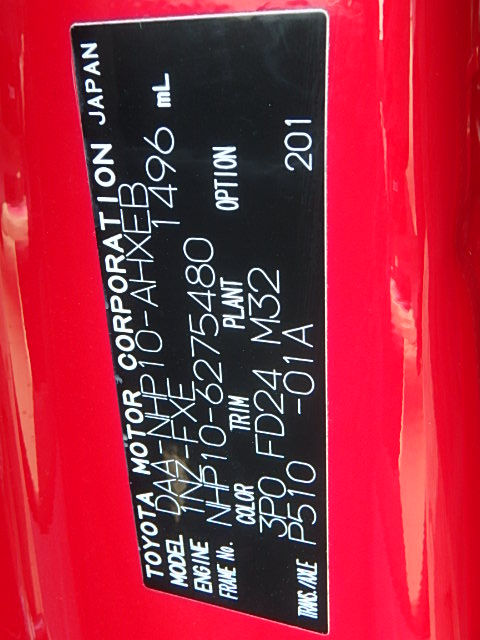 TOYOTA MOTOR CORPORATION JAPAN
MODEL DAA-NHP10-AHXEB
ENGINE 1NZ-FXE 1496 mL
FRAME No. NHP10-6275480
COLOR TRIM PLANT OPTION
3P0 FD24 M32 201
TRANS./AXLE P510 -01A